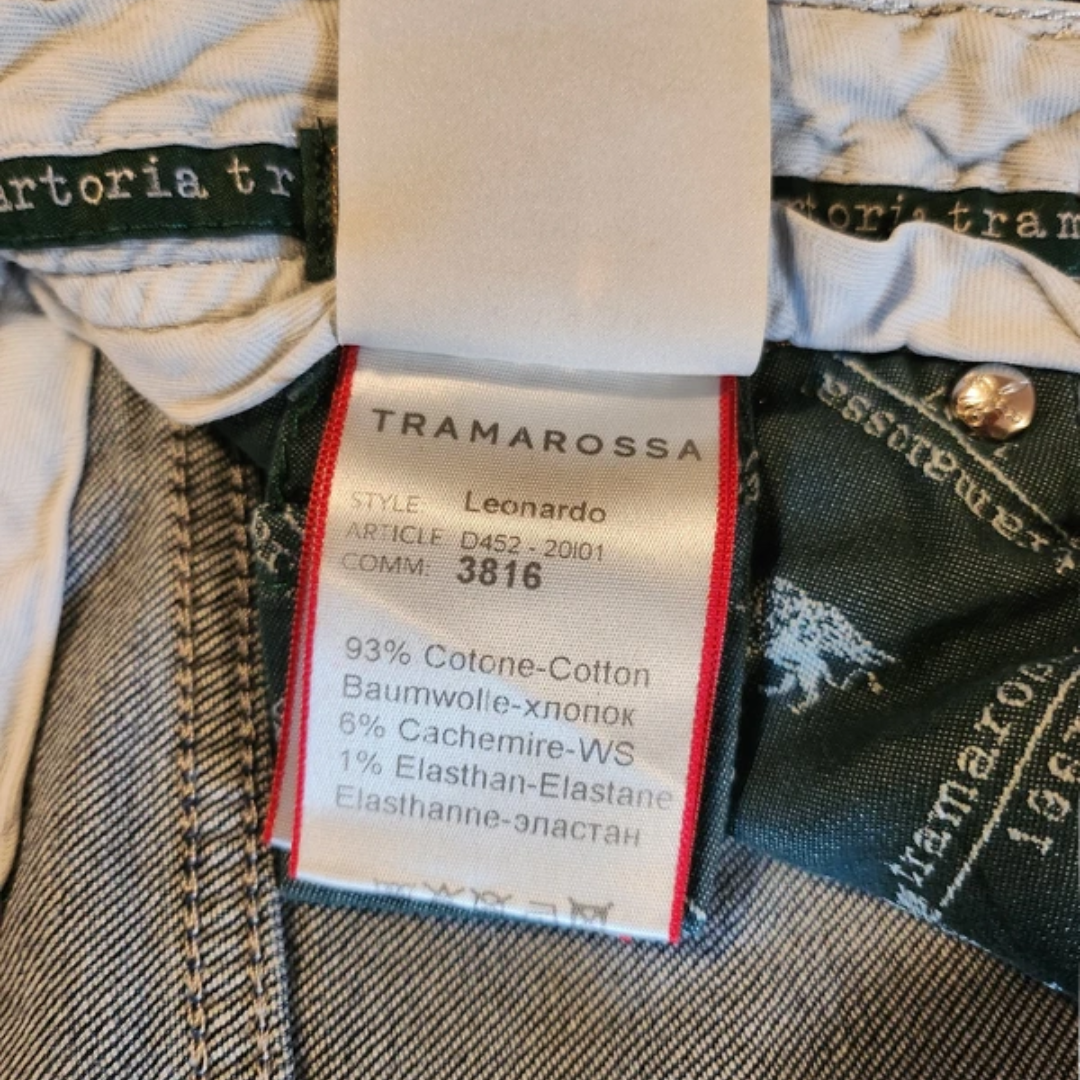 artoria tr
tram
TRAMAROSSA
STYLE: Leonardo
ARTICLE D452 - 20I01
COMM: 3816
93% Cotone-Cotton
Baumwolle-хлопок
6% Cachemire-WS
1% Elasthan-Elastane
Elasthanne-эластан
tramarossa
tramaros